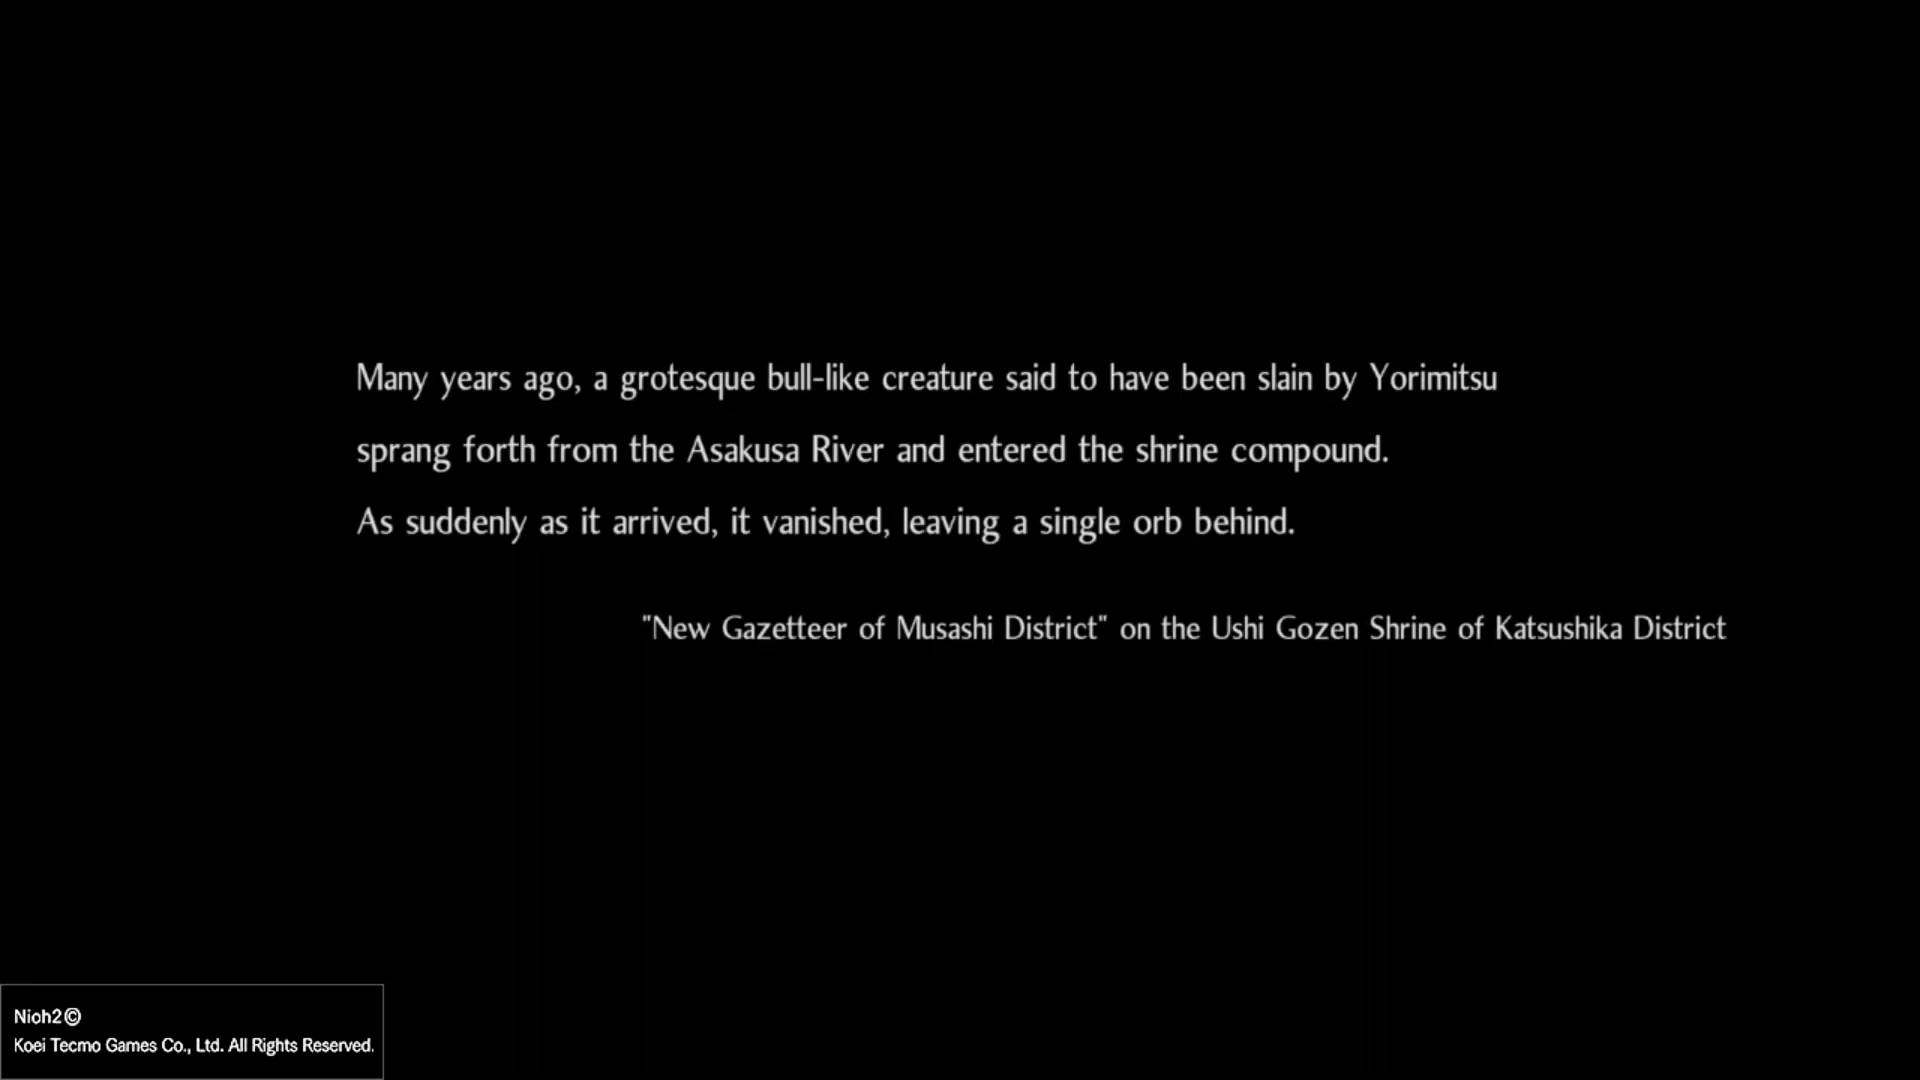 Many years ago, a grotesque bull-like creature said to have been slain by Yorimitsu
sprang forth from the Asakusa River and entered the shrine compound.
As suddenly as it arrived, it vanished, leaving a single orb behind.
"New Gazetteer of Musashi District" on the Ushi Gozen Shrine of Katsushika District
Nioh2©
Koei Tecmo Games Co., Ltd. All Rights Reserved.